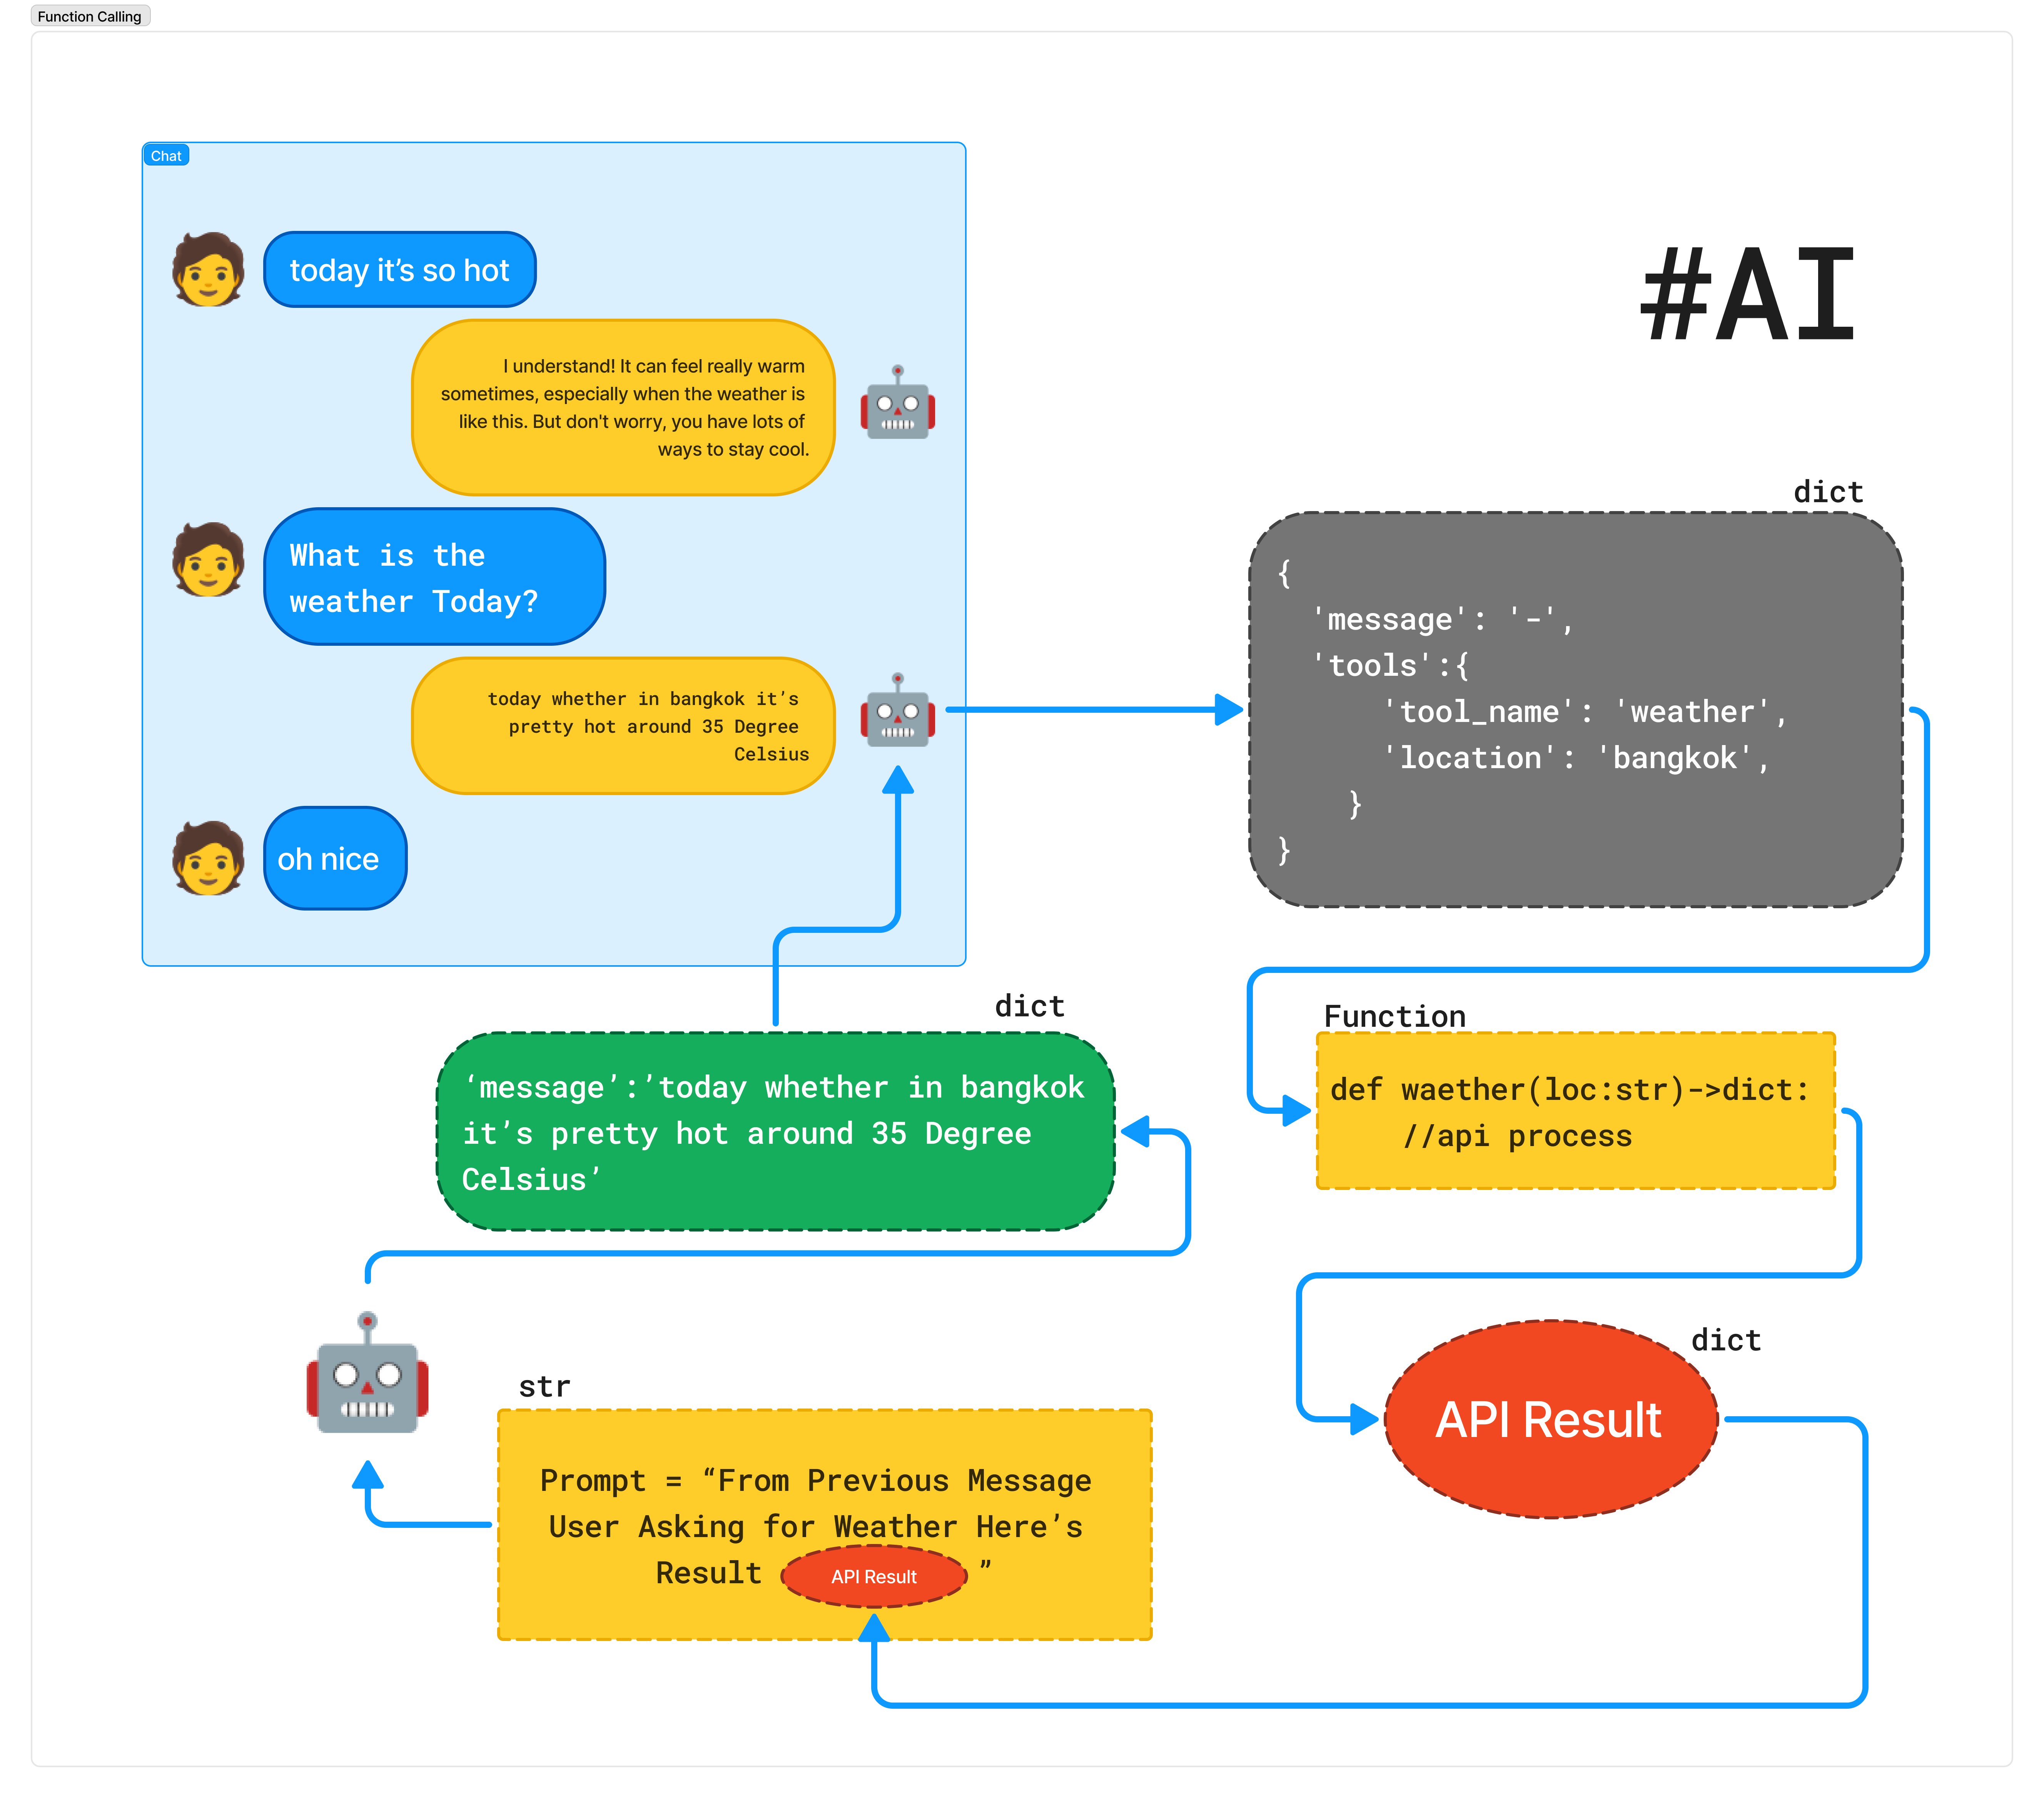 Function Calling
Chat
today it’s so hot
I understand! It can feel really warm
sometimes, especially when the weather is
like this. But don't worry, you have lots of
ways to stay cool.
What is the
weather Today?
today whether in bangkok it’s
pretty hot around 35 Degree
Celsius
oh nice
#AI
dict
{
'message': '-',
'tools':{
'tool_name': 'weather',
'location': 'bangkok',
}
}
Function
def waether(loc:str)->dict:
//api process
dict
API Result
str
Prompt = “From Previous Message
User Asking for Weather Here’s
Result API Result ”
dict
‘message’:’today whether in bangkok
it’s pretty hot around 35 Degree
Celsius’